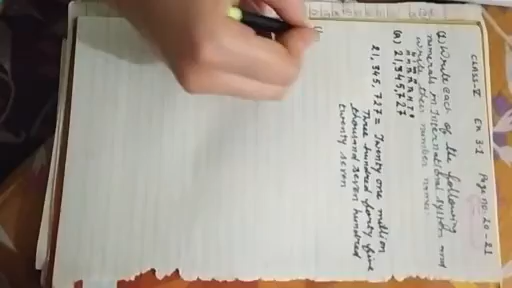 CLASS-V Ex 3.1 Page no. 20-21
(2) Write each of the following
numerals in International system and
write their number name.
(a) 21,345,727
21,345,727 = Twenty one million
Three hundred forty five
thousand seven hundred
twenty seven